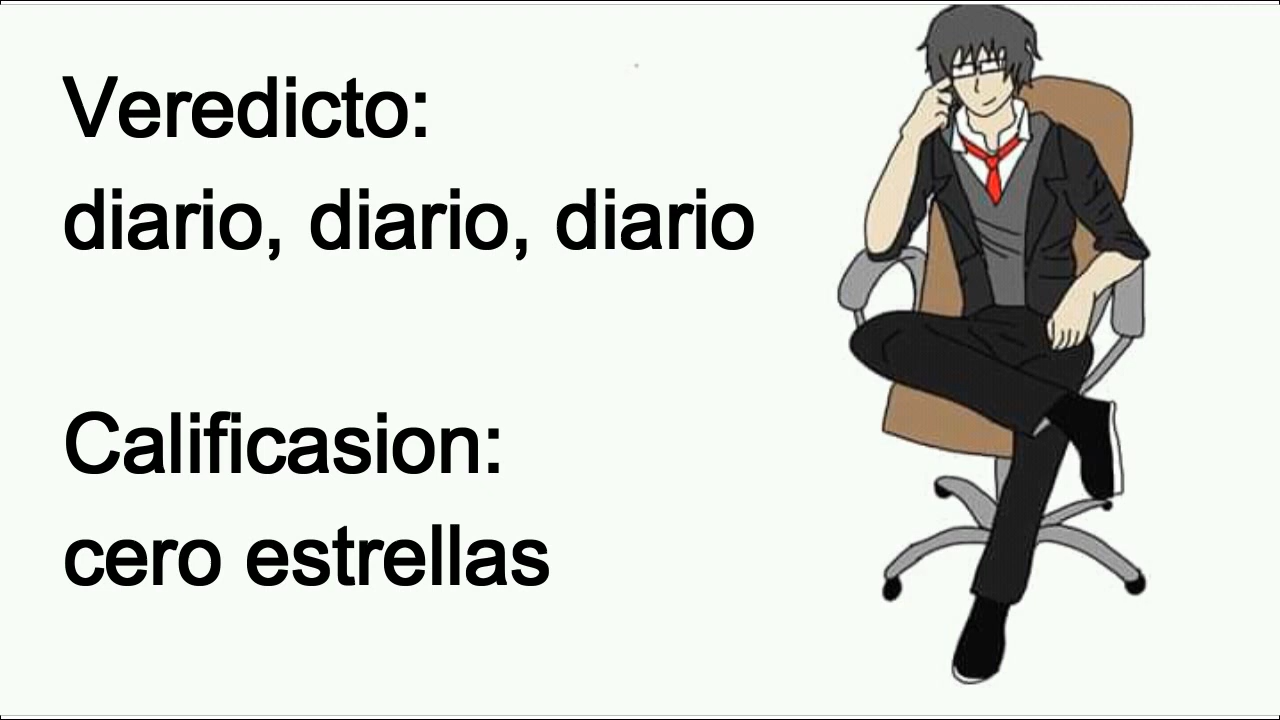 Veredicto:
diario, diario, diario
Calificasion:
cero estrellas